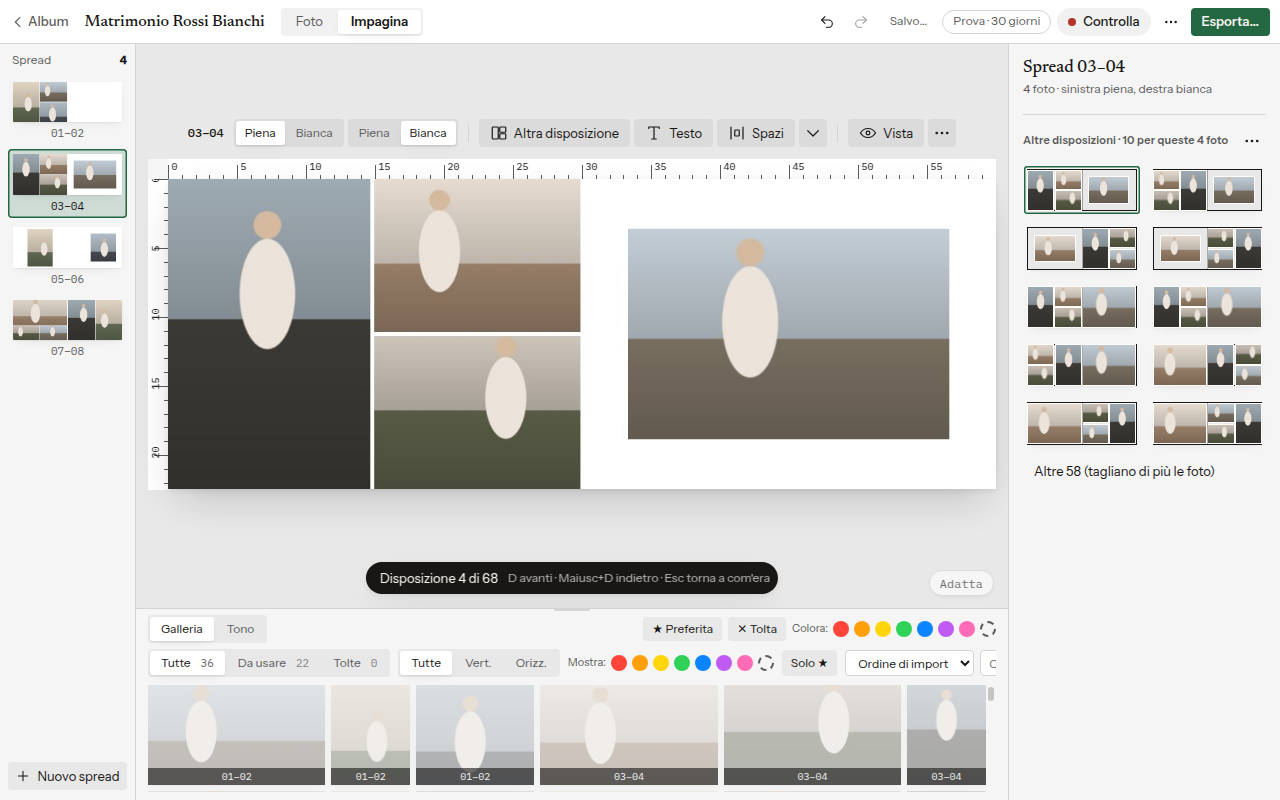 Album
Matrimonio Rossi Bianchi
Foto
Impagina
Salvo…
Prova · 30 giorni
Controlla
Esporta…
Spread 4
01–02
03–04
05–06
07–08
Nuovo spread
03–04
Piena
Bianca
Piena
Bianca
Altra disposizione
Testo
Spazi
Vista
0 5 10 15 20 25 30 35 40 45 50 55
0 5 10 15 20
Disposizione 4 di 68 D avanti · Maiusc+D indietro · Esc torna a com'era
Adatta
Galleria
Tono
★ Preferita
✕ Tolta
Colora:
Tutte 36
Da usare 22
Tolte 0
Tutte
Vert.
Orizz.
Mostra:
Solo ★
Ordine di import
01–02
01–02
01–02
03–04
03–04
03–04
Spread 03–04
4 foto · sinistra piena, destra bianca
Altre disposizioni · 10 per queste 4 foto
Altre 58 (tagliano di più le foto)